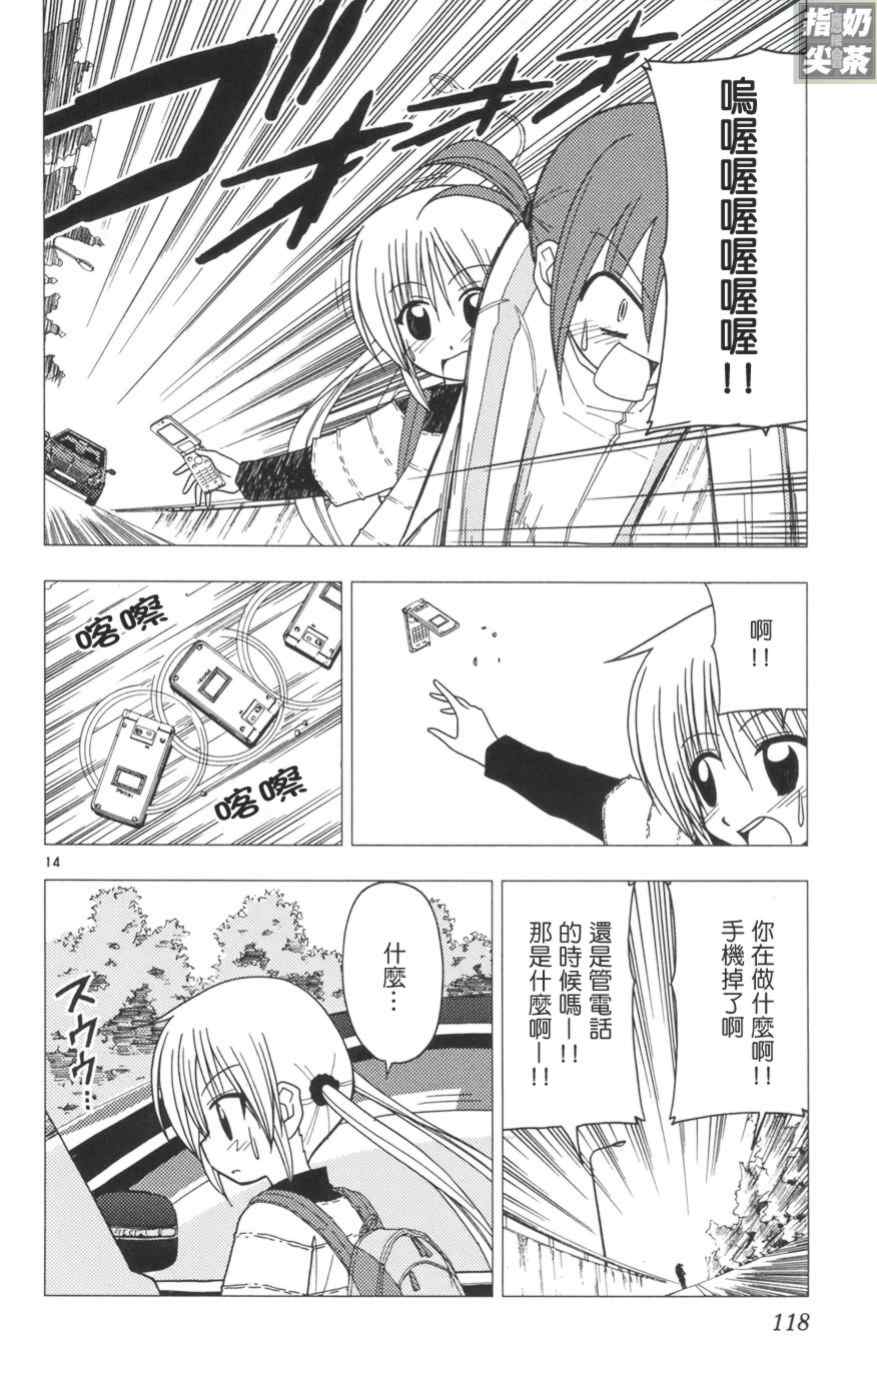 指奶
尖茶
嗚喔喔喔喔喔喔!!
ゴオオオ
啊!!
喀嚓
喀嚓
14
你在做什麼啊!!
手機掉了啊
還是管電話
的時候嗎ー!!
那是什麼啊ー!!
什麼…
スウウ…
118